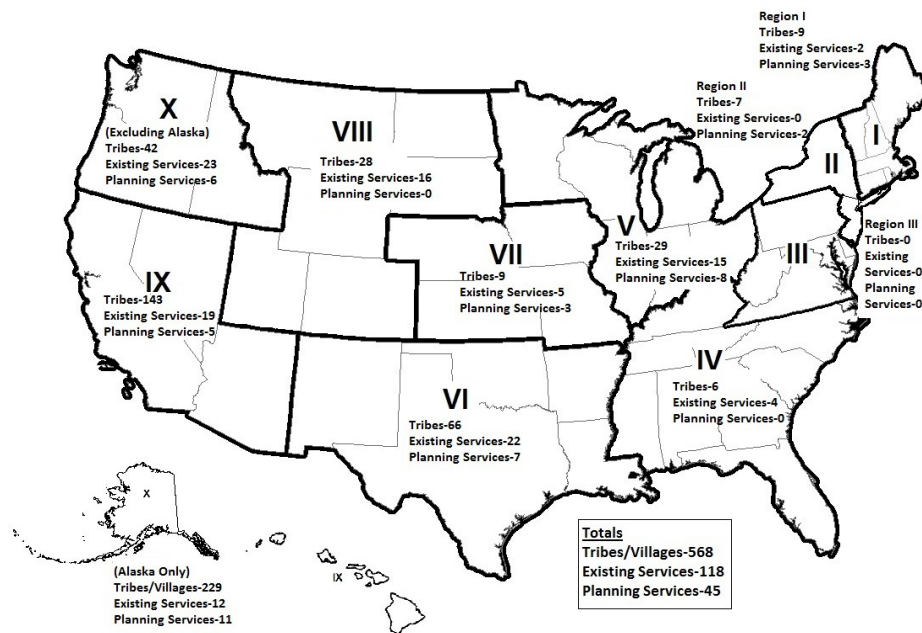 Region I
Tribes-9
Existing Services-2
Planning Services-3
Region II
Tribes-7
Existing Services-0
Planning Services-2
I
II
X
(Excluding Alaska)
Tribes-42
Existing Services-23
Planning Services-6
VIII
Tribes-28
Existing Services-16
Planning Services-0
V
Tribes-29
Existing Services-15
Planning Servcies-8
III
Region III
Tribes-0
Existing
Services-0
Planning
Services-0
VII
Tribes-9
Existing Services-5
Planning Services-3
IX
Tribes-143
Existing Services-19
Planning Services-5
IV
Tribes-6
Existing Services-4
Planning Services-0
VI
Tribes-66
Existing Services-22
Planning Services-7
X
(Alaska Only)
Tribes/Villages-229
Existing Services-12
Planning Services-11
IX
Totals
Tribes/Villages-568
Existing Services-118
Planning Services-45